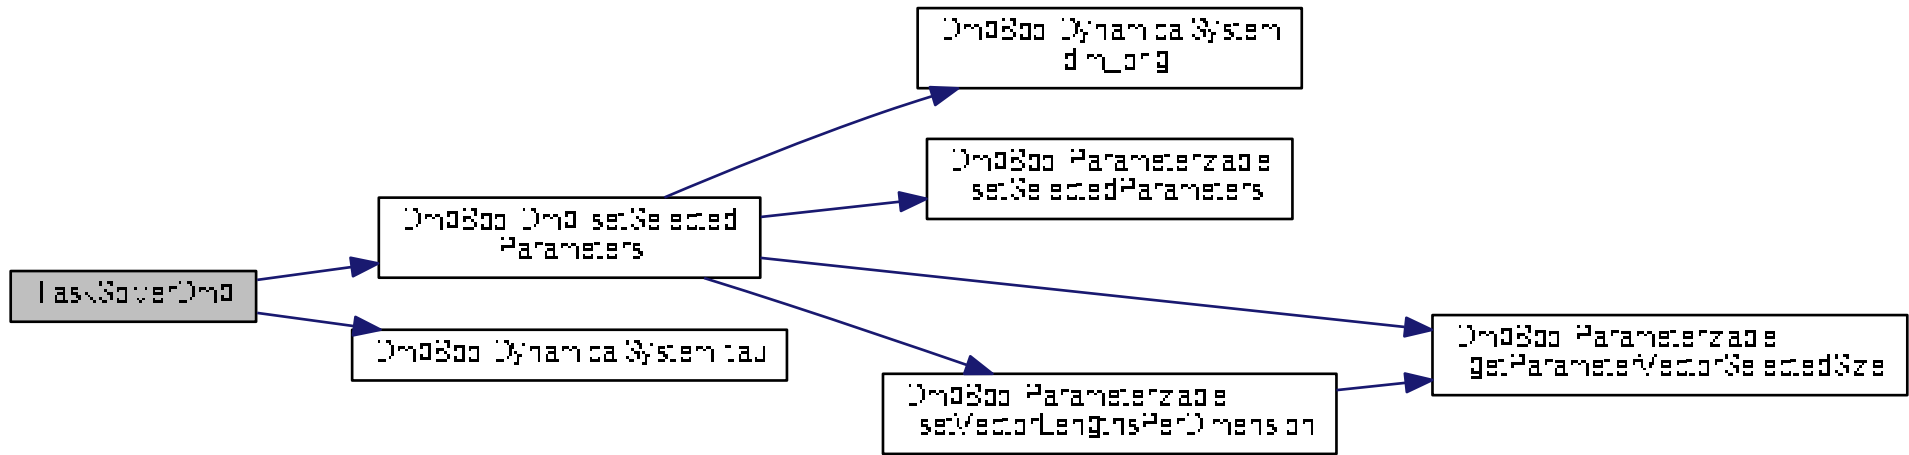 TaskSolverDmp
DmpBbo::Dmp::setSelected
Parameters
DmpBbo::DynamicalSystem::tau
DmpBbo::DynamicalSystem
::dim_orig
DmpBbo::Parameterizable
::setSelectedParameters
DmpBbo::Parameterizable
::getParameterVectorSelectedSize
DmpBbo::Parameterizable
::setVectorLengthsPerDimension